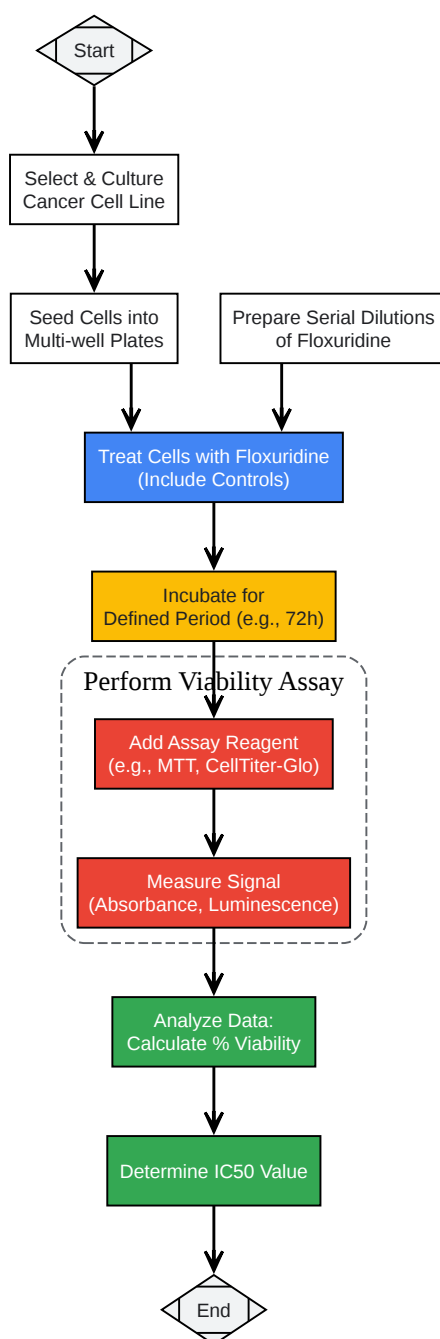 Start
Select & Culture
Cancer Cell Line
Seed Cells into
Multi-well Plates
Prepare Serial Dilutions
of Floxuridine
Treat Cells with Floxuridine
(Include Controls)
Incubate for
Defined Period (e.g., 72h)
Perform Viability Assay
Add Assay Reagent
(e.g., MTT, CellTiter-Glo)
Measure Signal
(Absorbance, Luminescence)
Analyze Data:
Calculate % Viability
Determine IC50 Value
End